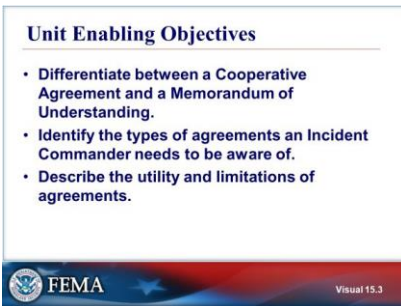 Unit Enabling Objectives
• Differentiate between a Cooperative
Agreement and a Memorandum of
Understanding.
• Identify the types of agreements an Incident
Commander needs to be aware of.
• Describe the utility and limitations of
agreements.
FEMA
Visual 15.3